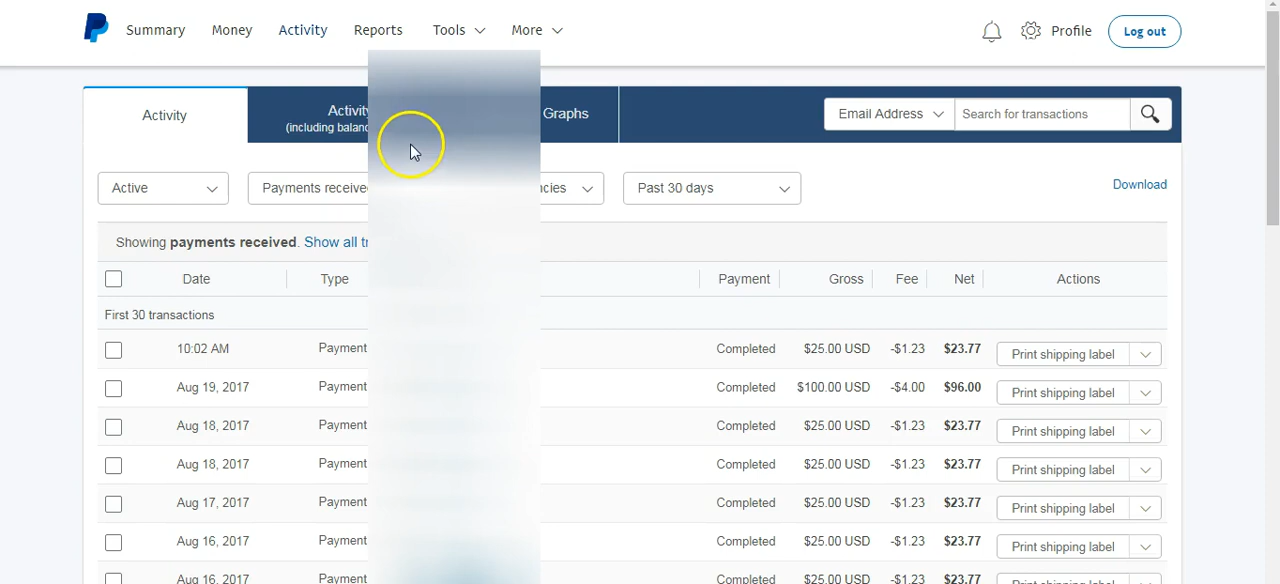 Summary Money Activity Reports Tools More Profile Log out
Activity Graphs Email Address Search for transactions
(including
Active Payments Past 30 days Download
Showing payments received. Show all
Date Type Payment Gross Fee Net Actions
First 30 transactions
10:02 AM Payment Completed $25.00 USD -$1.23 $23.77 Print shipping label
Aug 19, 2017 Payment Completed $100.00 USD -$4.00 $96.00 Print shipping label
Aug 18, 2017 Payment Completed $25.00 USD -$1.23 $23.77 Print shipping label
Aug 18, 2017 Payment Completed $25.00 USD -$1.23 $23.77 Print shipping label
Aug 17, 2017 Payment Completed $25.00 USD -$1.23 $23.77 Print shipping label
Aug 16, 2017 Payment Completed $25.00 USD -$1.23 $23.77 Print shipping label
Aug 16, 2017 Payment Completed $25.00 USD -$1.23 $23.77 Print shipping label